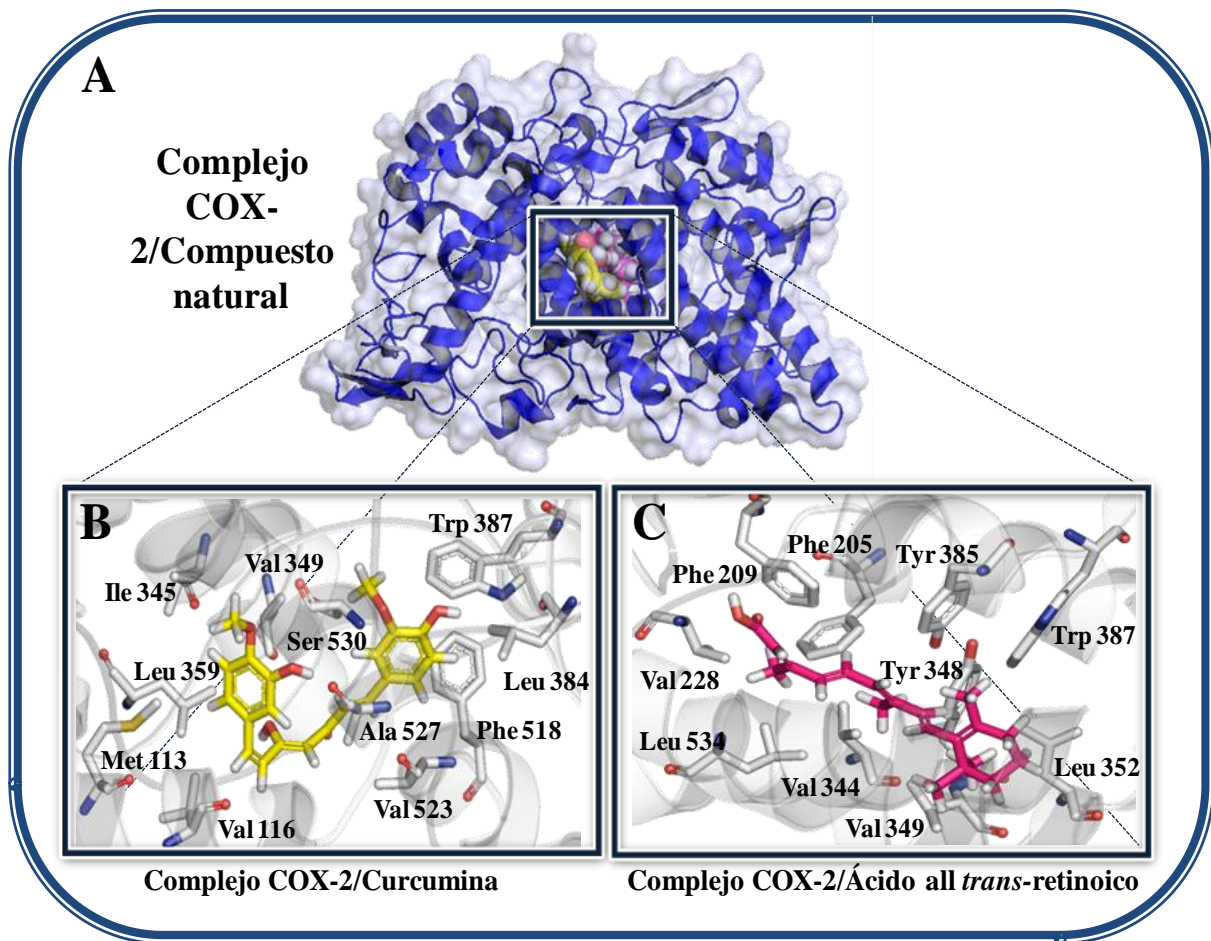 A
Complejo
COX-
2/Compuesto
natural
B
Trp 387
Val 349
Ile 345
Ser 530
Leu 359
Leu 384
Ala 527
Phe 518
Met 113
Val 523
Val 116
C
Phe 205
Tyr 385
Phe 209
Trp 387
Tyr 348
Val 228
Leu 534
Val 344
Leu 352
Val 349
Complejo COX-2/Curcumina
Complejo COX-2/Ácido all trans-retinoico